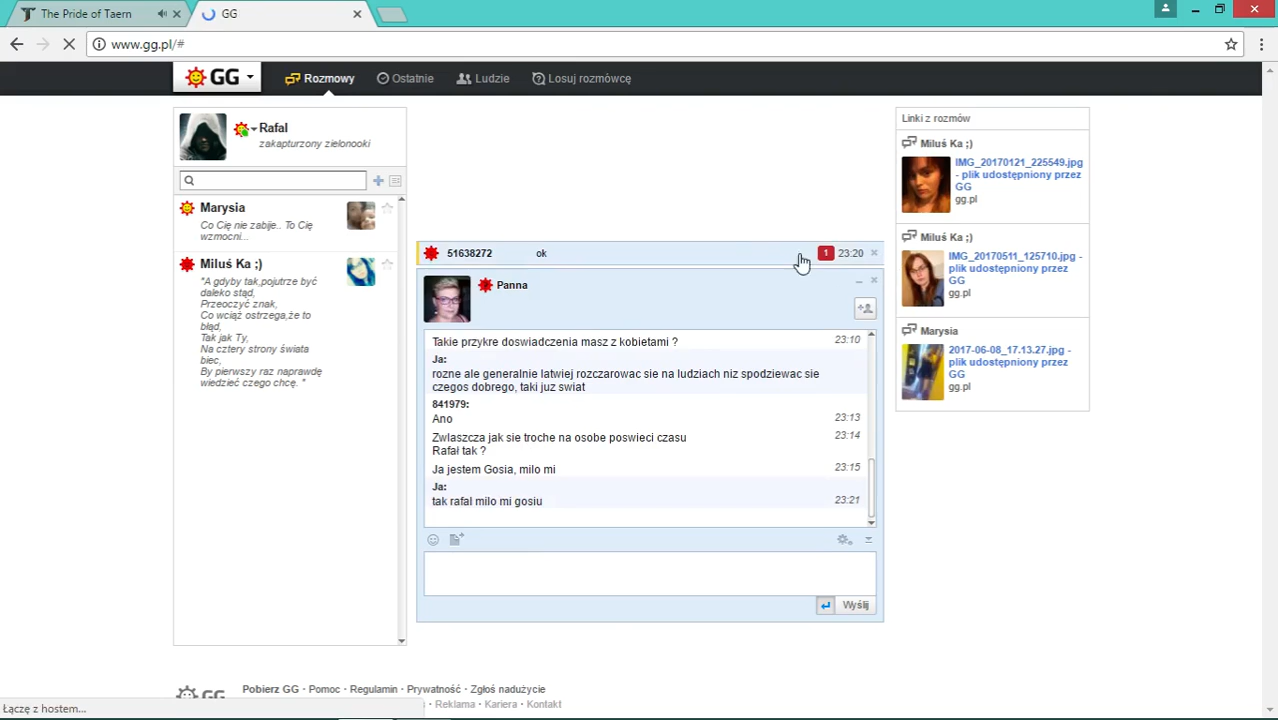 The Pride of Taern
GG
www.gg.pl/#
GG
Rozmowy
Ostatnie
Ludzie
Losuj rozmówcę
Rafal
zakapturzony zielonooki
Marysia
Co Cię nie zabije.. To Cię
wzmocni...
Miluś Ka ;)
"A gdyby tak,pojutrze być
daleko stąd,
Przeoczyć znak,
Co wciąż ostrzega,że to
błąd,
Tak jak Ty,
Na cztery strony świata
biec,
By pierwszy raz naprawdę
wiedzieć czego chcę. "
51638272 ok 1 23:20
Panna
Takie przykre doswiadczenia masz z kobietami ? 23:10
Ja:
rozne ale generalnie latwiej rozczarowac sie na ludziach niz spodziewac sie
czegos dobrego, taki juz swiat
841979:
Ano 23:13
Zwlaszcza jak sie troche na osobe poswieci czasu 23:14
Rafał tak ?
Ja jestem Gosia, milo mi 23:15
Ja:
tak rafal milo mi gosiu 23:21
Wyślij
Linki z rozmów
Miluś Ka ;)
IMG_20170121_225549.jpg
- plik udostępniony przez
GG
gg.pl
Miluś Ka ;)
IMG_20170511_125710.jpg -
plik udostępniony przez
GG
gg.pl
Marysia
2017-06-08_17.13.27.jpg -
plik udostępniony przez
GG
gg.pl
GG
Pobierz GG · Pomoc · Regulamin · Prywatność · Zgłoś nadużycie
· Reklama · Kariera · Kontakt
Łączę z hostem...